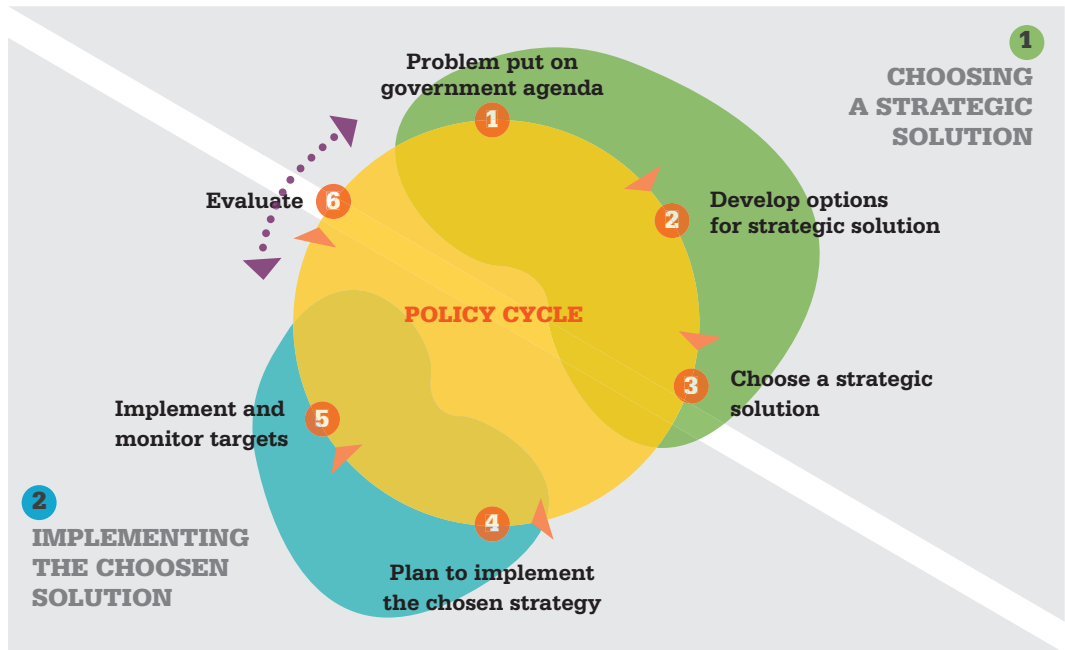 1
CHOOSING
A STRATEGIC
SOLUTION
Problem put on
government agenda
1
Develop options
for strategic solution
2
Choose a strategic
solution
3
Plan to implement
the chosen strategy
4
Implement and
monitor targets
5
Evaluate
6
POLICY CYCLE
2
IMPLEMENTING
THE CHOOSEN
SOLUTION